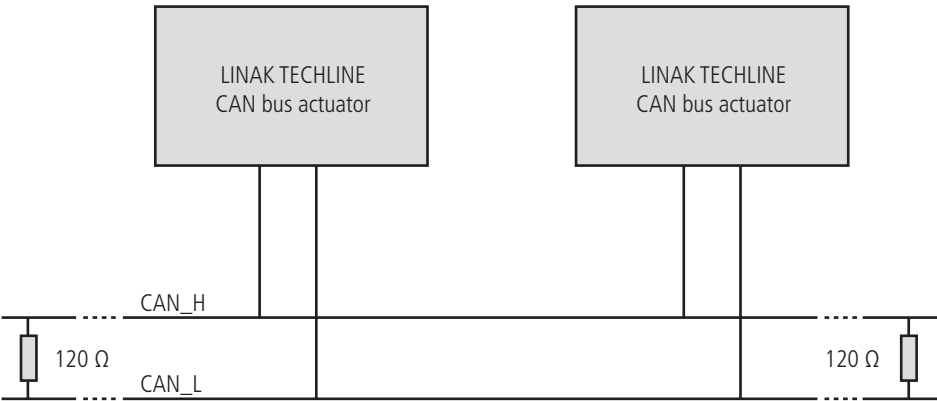 LINAK TECHLINE
CAN bus actuator
LINAK TECHLINE
CAN bus actuator
CAN_H
120 Ω
120 Ω
CAN_L